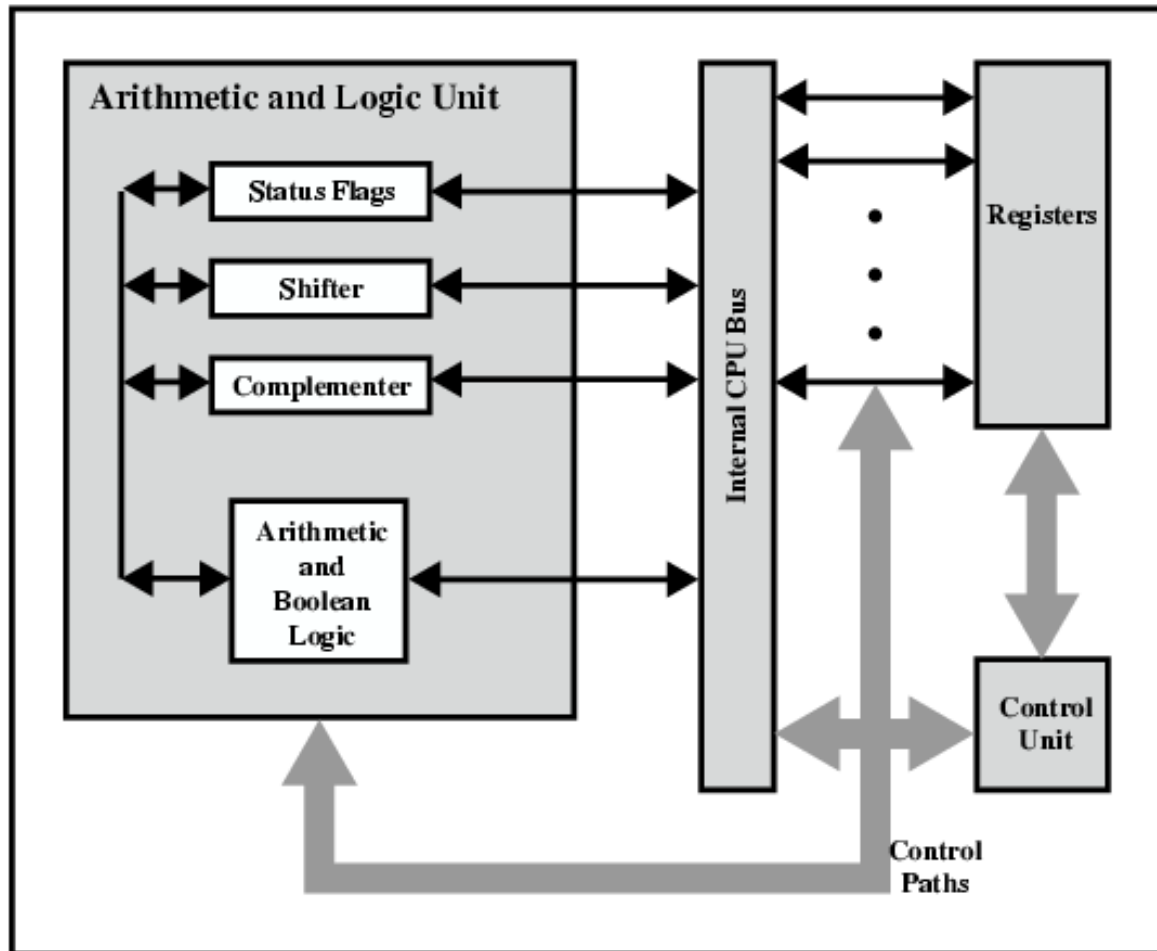 Arithmetic and Logic Unit
Status Flags
Shifter
Complementer
Arithmetic
and
Boolean
Logic
Internal CPU Bus
Registers
Control
Unit
Control
Paths